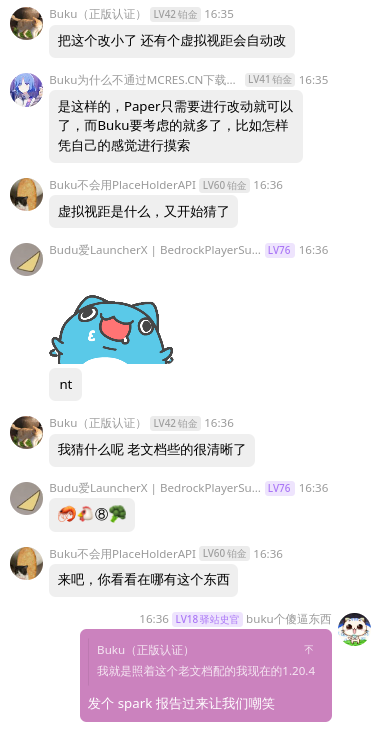 Buku（正版认证） LV42 铂金 16:35
把这个改小了 还有个虚拟视距会自动改
Buku为什么不通过MCRES.CN下载... LV41 铂金 16:35
是这样的，Paper只需要进行改动就可以
了，而Buku要考虑的就多了，比如怎样
凭自己的感觉进行摸索
Buku不会用PlaceHolderAPI LV60 铂金 16:36
虚拟视距是什么，又开始猜了
Budu爱LauncherX | BedrockPlayerSu... LV76 16:36
nt
Buku（正版认证） LV42 铂金 16:36
我猜什么呢 老文档些的很清晰了
Budu爱LauncherX | BedrockPlayerSu... LV76 16:36
🦐🐔⑧🥦
Buku不会用PlaceHolderAPI LV60 铂金 16:36
来吧，你看看在哪有这个东西
16:36 LV18 驿站史官 buku个傻逼东西
Buku（正版认证）
我就是照着这个老文档配的我现在的1.20.4
发个 spark 报告过来让我们嘲笑